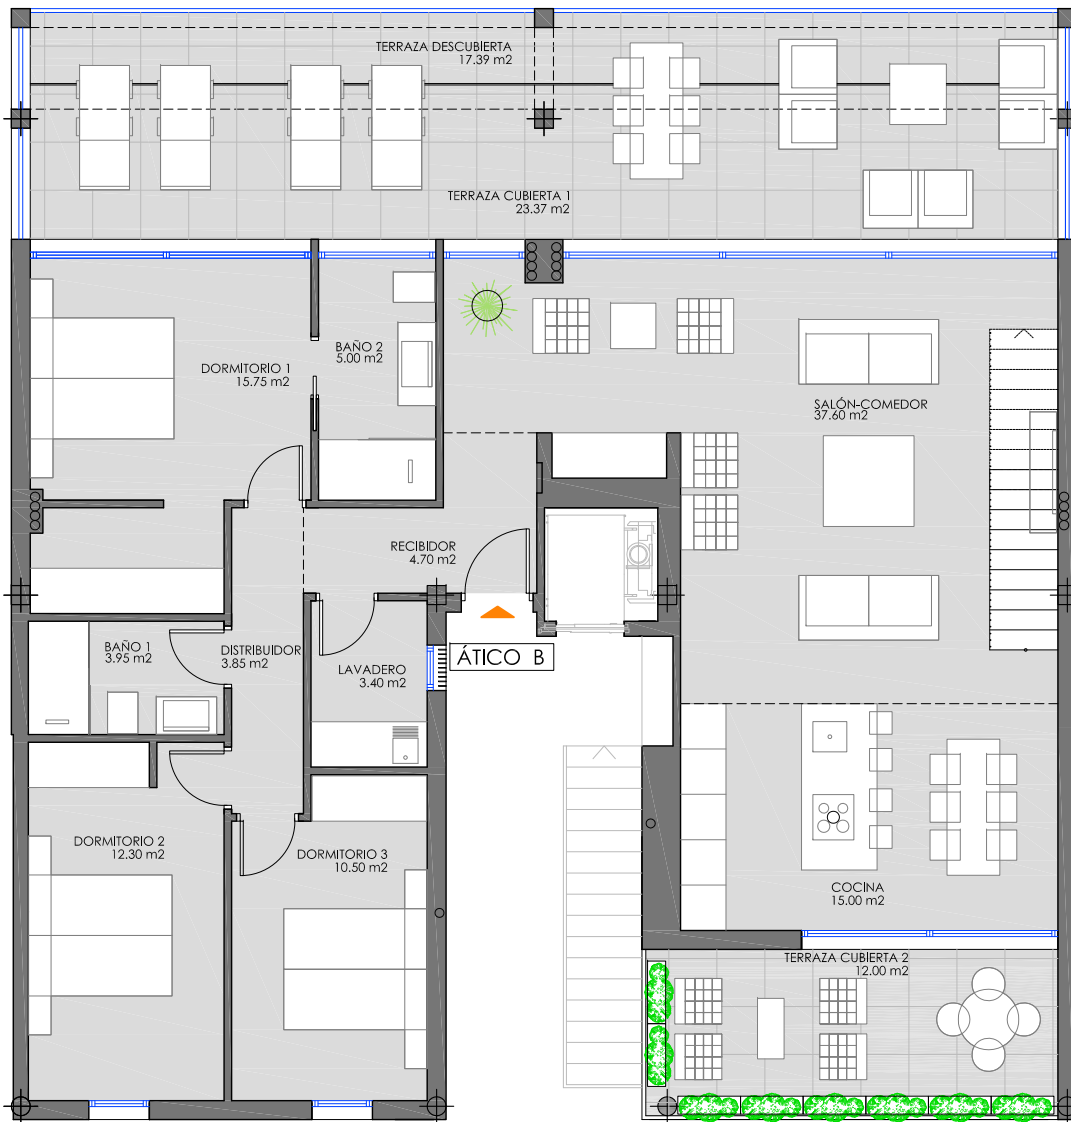 TERRAZA DESCUBIERTA
17.39 m2
TERRAZA CUBIERTA 1
23.37 m2
BAÑO 2
5.00 m2
DORMITORIO 1
15.75 m2
SALÓN-COMEDOR
37.60 m2
RECIBIDOR
4.70 m2
BAÑO 1
3.95 m2
DISTRIBUIDOR
3.85 m2
LAVADERO
3.40 m2
ÁTICO B
DORMITORIO 2
12.30 m2
DORMITORIO 3
10.50 m2
COCINA
15.00 m2
TERRAZA CUBIERTA 2
12.00 m2